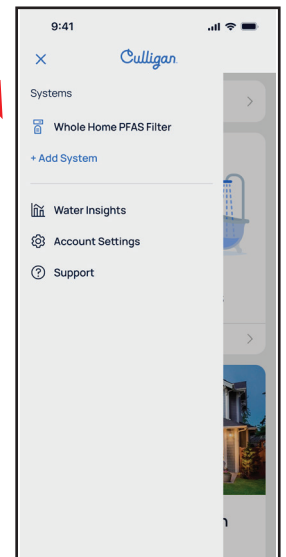 9:41
Culligan.
Systems
Whole Home PFAS Filter
+ Add System
Water Insights
Account Settings
Support